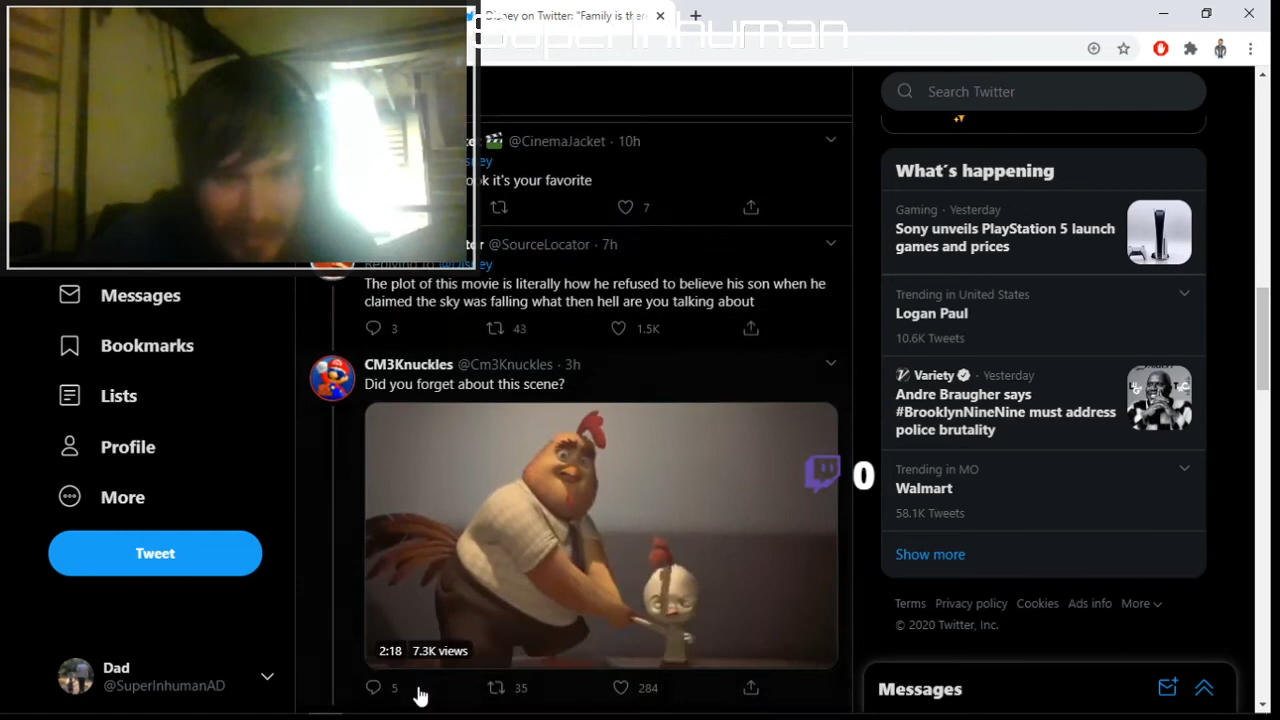 Disney on Twitter: "Family is ther
SuperInhuman
Search Twitter
@CinemaJacket · 10h
ok it's your favorite
7
@SourceLocator · 7h
The plot of this movie is literally how he refused to believe his son when he
claimed the sky was falling what then hell are you talking about
3 43 1.5K
CM3Knuckles @Cm3Knuckles · 3h
Did you forget about this scene?
2:18 7.3K views
5 35 284
0
Messages
Bookmarks
Lists
Profile
More
Tweet
Dad
@SuperInhumanAD
What's happening
Gaming · Yesterday
Sony unveils PlayStation 5 launch
games and prices
Trending in United States
Logan Paul
10.6K Tweets
Variety · Yesterday
Andre Braugher says
#BrooklynNineNine must address
police brutality
Trending in MO
Walmart
58.1K Tweets
Show more
Terms Privacy policy Cookies Ads info More
© 2020 Twitter, Inc.
Messages